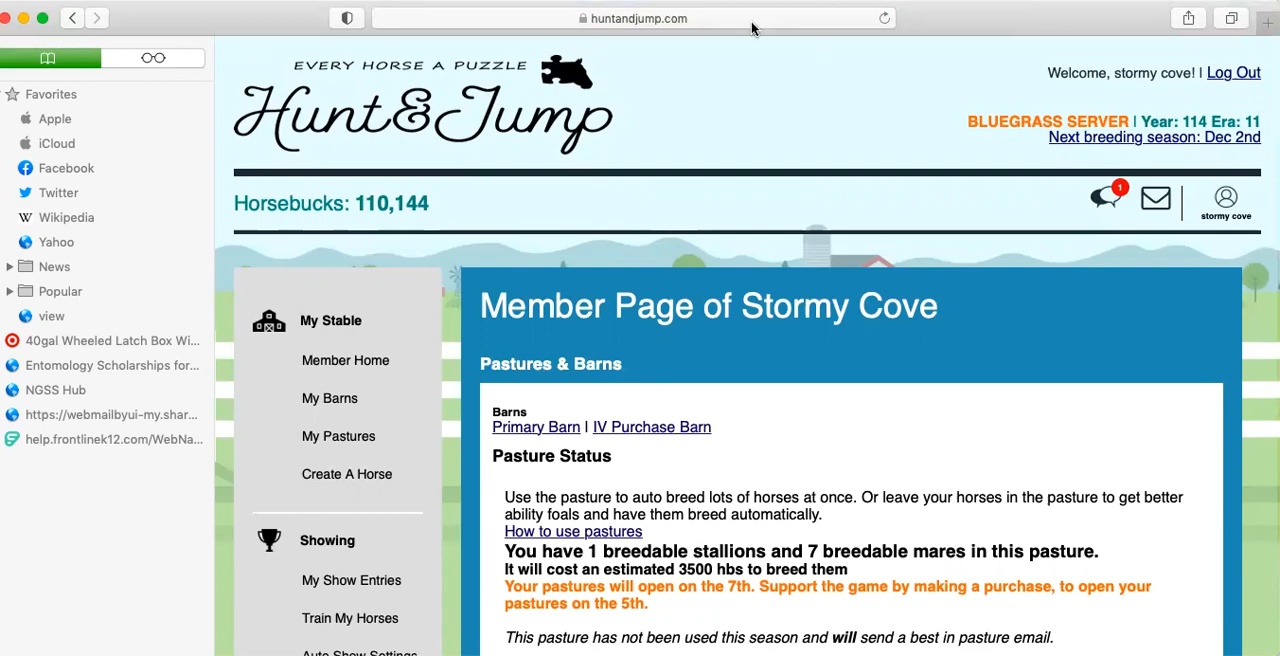 huntandjump.com
Favorites
Apple
iCloud
Facebook
Twitter
W Wikipedia
Yahoo
News
Popular
view
40gal Wheeled Latch Box Wi...
Entomology Scholarships for...
NGSS Hub
https://webmailbyui-my.shar...
help.frontlinek12.com/WebNa...
EVERY HORSE A PUZZLE
Hunt&Jump
Welcome, stormy cove! | Log Out
BLUEGRASS SERVER | Year: 114 Era: 11
Next breeding season: Dec 2nd
Horsebucks: 110,144
1
stormy cove
My Stable
Member Home
My Barns
My Pastures
Create A Horse
Showing
My Show Entries
Train My Horses
Auto Show Settings
Member Page of Stormy Cove
Pastures & Barns
Barns
Primary Barn | IV Purchase Barn
Pasture Status
Use the pasture to auto breed lots of horses at once. Or leave your horses in the pasture to get better
ability foals and have them breed automatically.
How to use pastures
You have 1 breedable stallions and 7 breedable mares in this pasture.
It will cost an estimated 3500 hbs to breed them
Your pastures will open on the 7th. Support the game by making a purchase, to open your
pastures on the 5th.
This pasture has not been used this season and will send a best in pasture email.